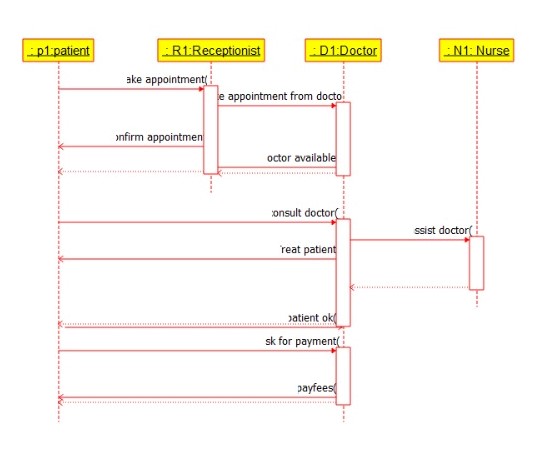 : p1:patient
: R1:Receptionist
: D1:Doctor
: N1: Nurse
ake appointment(
e appointment from docto
onfirm appointmen
octor available
onsult doctor(
ssist doctor(
reat patient
patient ok(
sk for payment(
payfees(